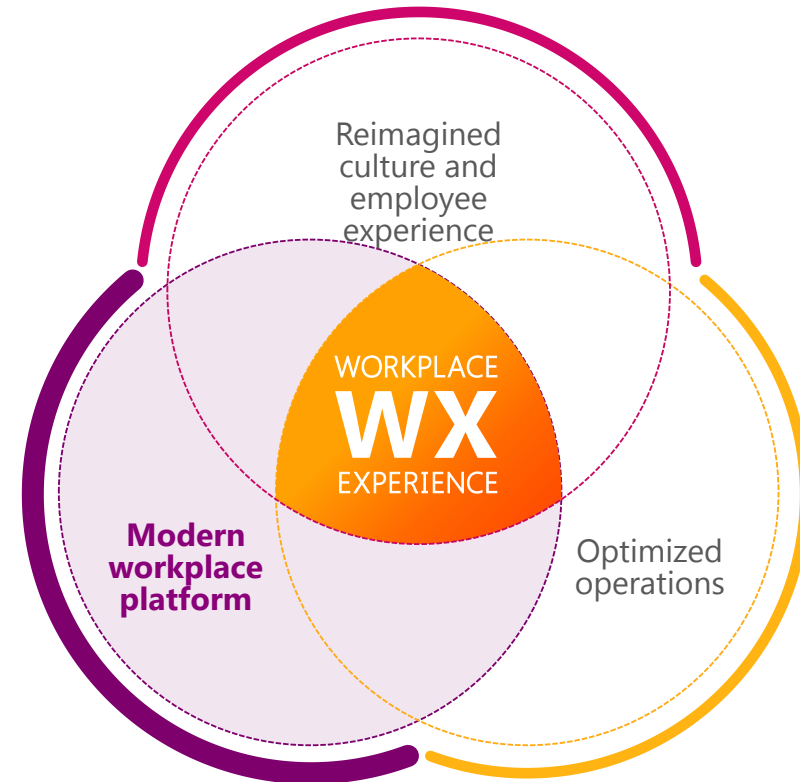 Reimagined
culture and
employee
experience
WORKPLACE
WX
EXPERIENCE
Modern
workplace
platform
Optimized
operations